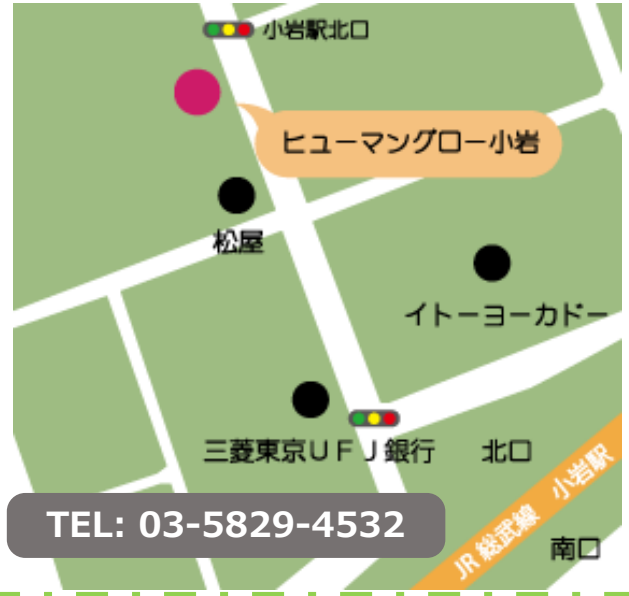 小岩駅北口
ヒューマングロー小岩
松屋
イトーヨーカドー
三菱東京UFJ銀行
北口
JR 総武線 小岩駅
南口
TEL: 03-5829-4532